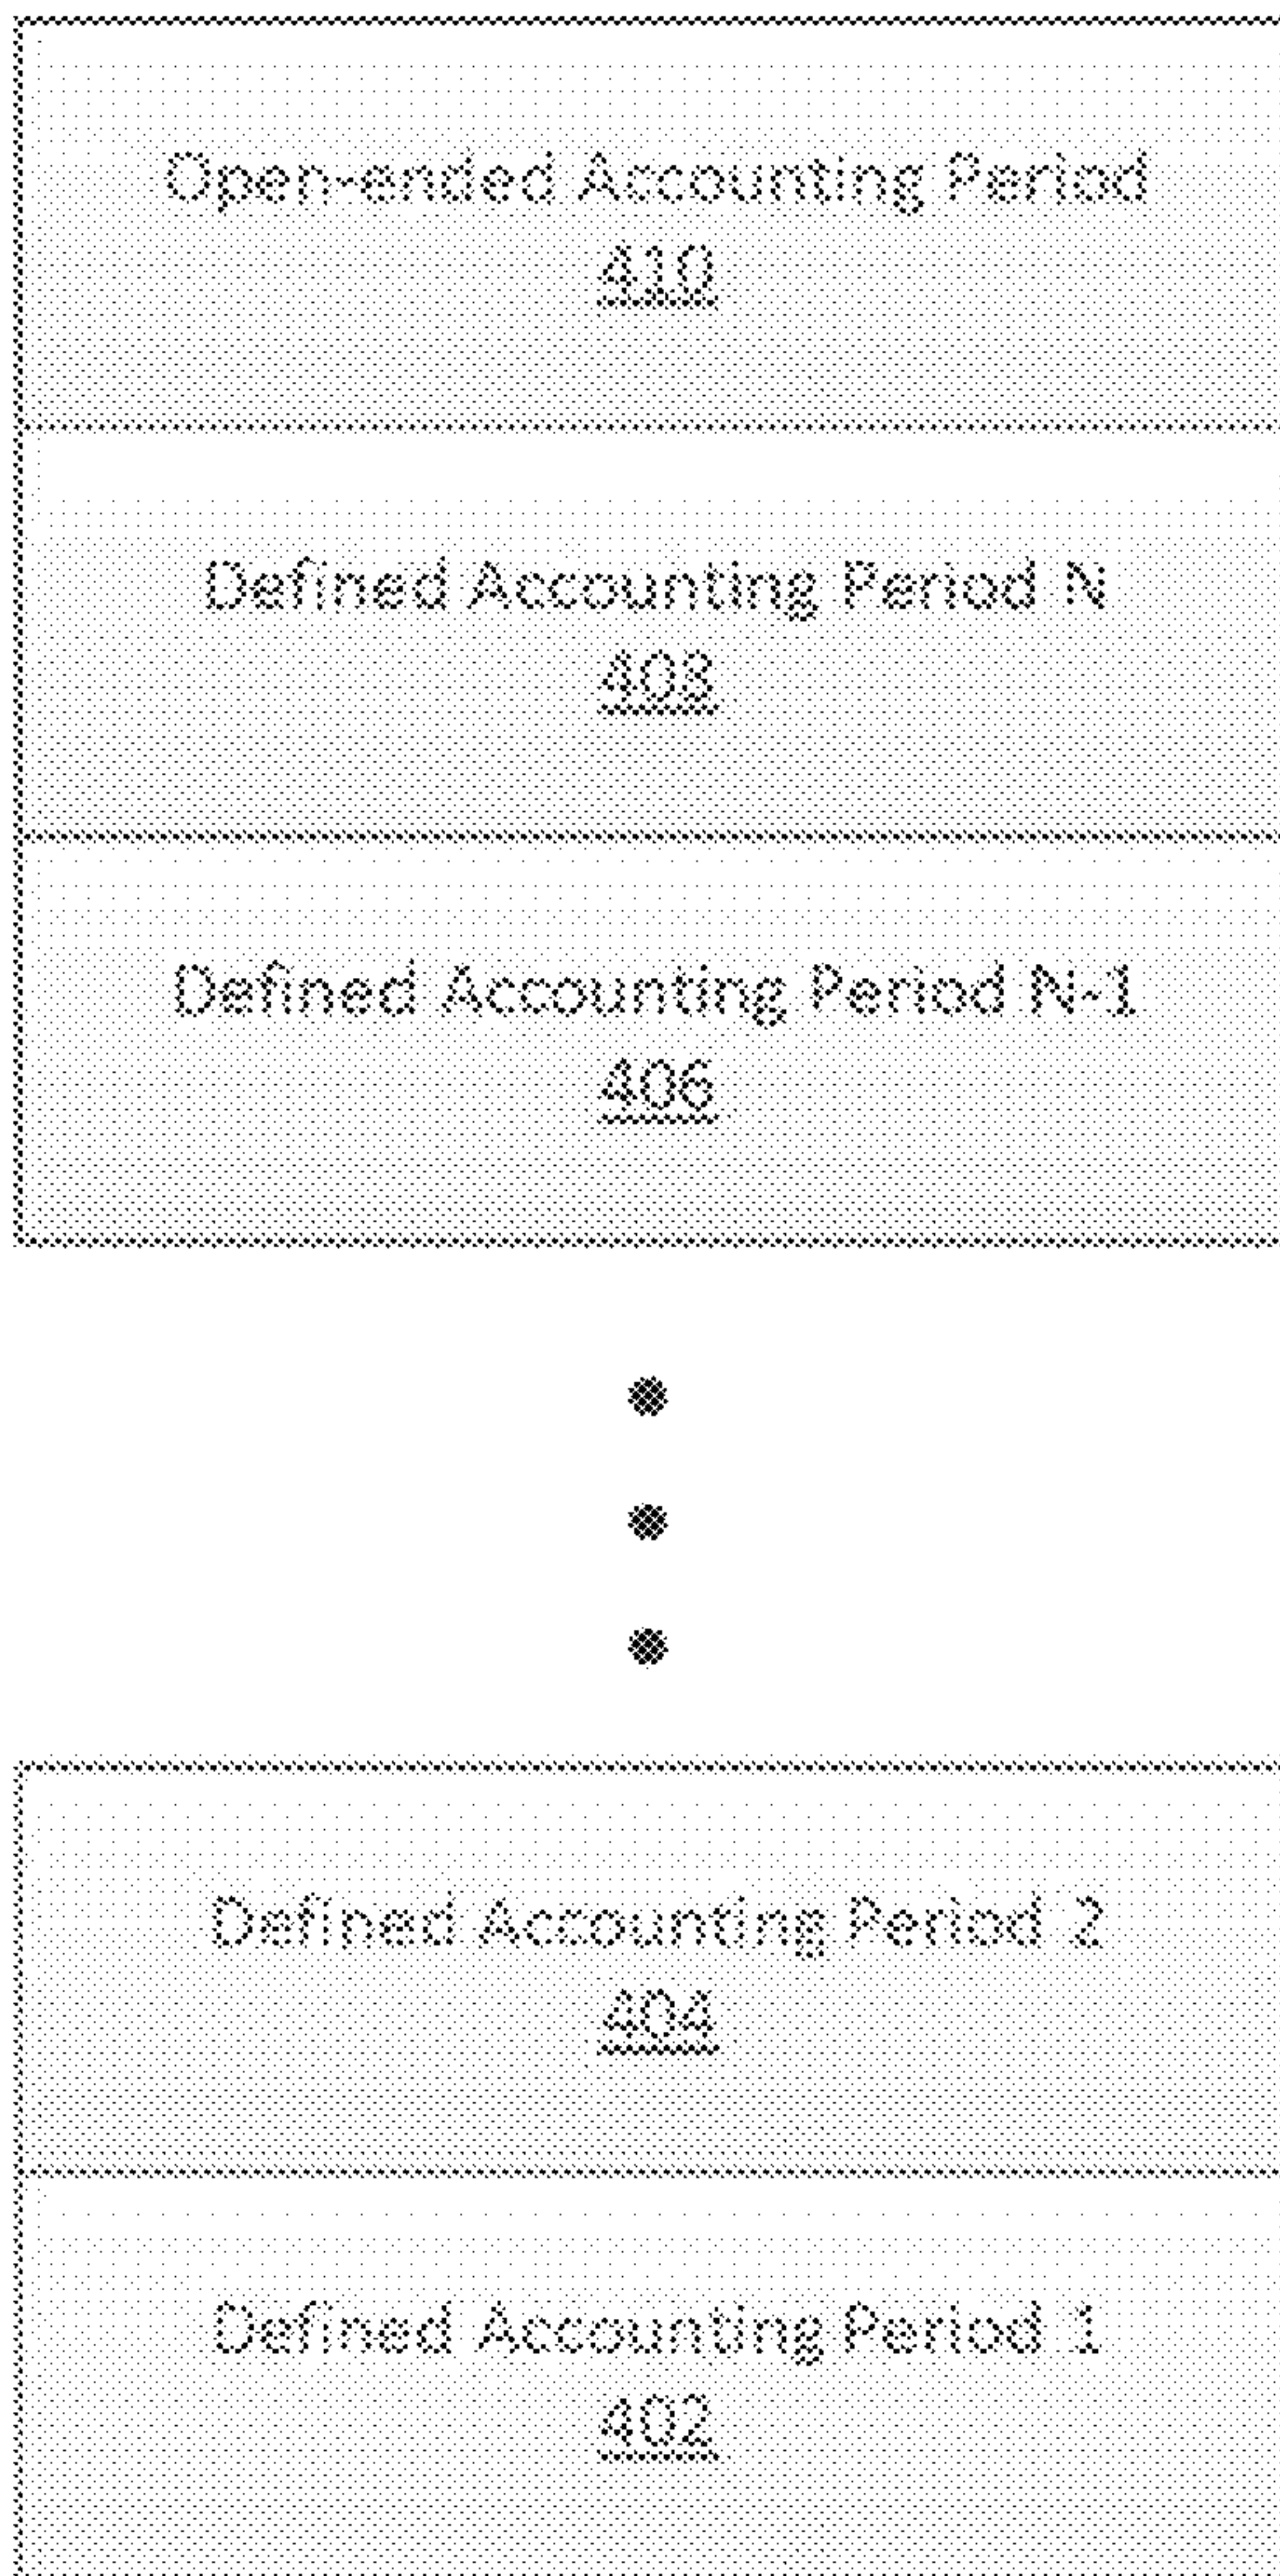 Open-ended Accounting Period
410
Defined Accounting Period N
408
Defined Accounting Period N-1
406
Defined Accounting Period 2
404
Defined Accounting Period 1
402